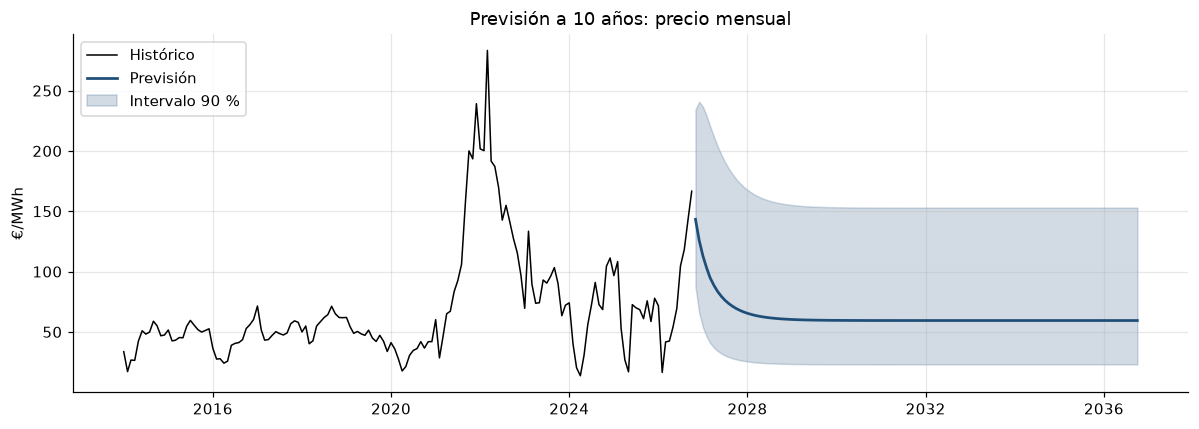 Previsión a 10 años: precio mensual
Histórico
Previsión
Intervalo 90 %
€/MWh
250
200
150
100
50
2016
2020
2024
2028
2032
2036